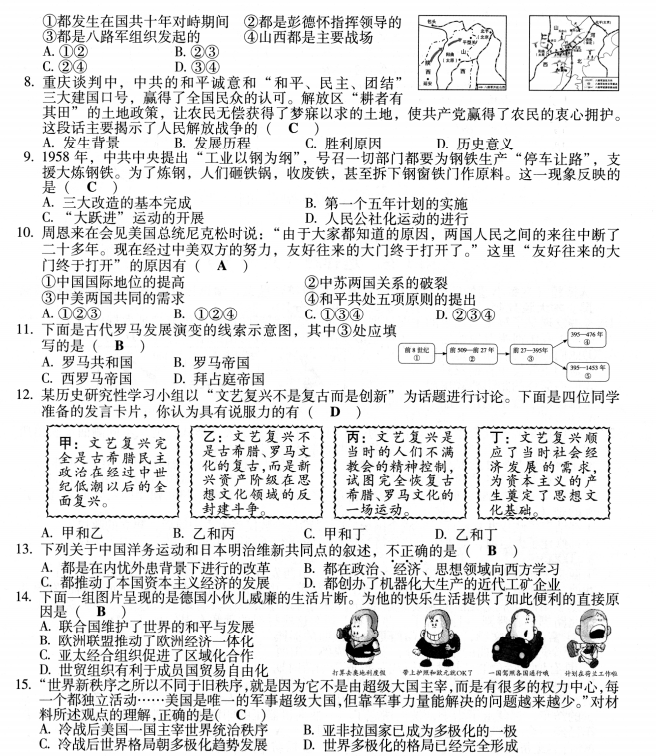 ①都发生在国共十年对峙期间 ②都是彭德怀指挥领导的
③都是八路军组织发起的 ④山西都是主要战场
A. ①② B. ②③
C. ②④ D. ③④
8. 重庆谈判中，中共的和平诚意和“和平、民主、团结”
三大建国口号，赢得了全国民众的认可。解放区“耕者有
其田”的土地政策，让农民无偿获得了梦寐以求的土地，使共产党赢得了农民的衷心拥护。
这段话主要揭示了人民解放战争的（ C ）
A. 发生背景 B. 发展历程 C. 胜利原因 D. 历史意义
9. 1958 年，中共中央提出“工业以钢为纲”，号召一切部门都要为钢铁生产“停车让路”，支
援大炼钢铁。为了炼钢，人们砸铁锅，收废铁，甚至拆下钢窗铁门作原料。这一现象反映的
是（ C ）
A. 三大改造的基本完成 B. 第一个五年计划的实施
C. “大跃进”运动的开展 D. 人民公社化运动的进行
10. 周恩来在会见美国总统尼克松时说：“由于大家都知道的原因，两国人民之间的来往中断了
二十多年。现在经过中美双方的努力，友好往来的大门终于打开了。”这里“友好往来的大
门终于打开”的原因有（ A ）
①中国国际地位的提高 ②中苏两国关系的破裂
③中美两国共同的需求 ④和平共处五项原则的提出
A. ①②③ B. ①②④ C. ①③④ D. ②③④
11. 下面是古代罗马发展演变的线索示意图，其中③处应填
写的是（ B ）
A. 罗马共和国 B. 罗马帝国
C. 西罗马帝国 D. 拜占庭帝国
前8世纪
①
前509—前27年
②
前27—395年
③
395—476年
④
395—1453年
⑤
12. 某历史研究性学习小组以“文艺复兴不是复古而是创新”为话题进行讨论。下面是四位同学
准备的发言卡片，你认为具有说服力的有（ D ）
甲：文艺复兴完
全是古希腊民主
政治在经过中世
纪低潮以后的全
面复兴。
乙：文艺复兴不
是古希腊、罗马文
化的复古，而是新
兴资产阶级在思
想文化领域的反
封建斗争。
丙：文艺复兴是
当时的人们不满
教会的精神控制，
试图完全恢复古
希腊、罗马文化的
一场运动。
丁：文艺复兴顺
应了当时社会经
济发展的需求，
为资本主义的产
生奠定了思想文
化基础。
A. 甲和乙 B. 乙和丙 C. 甲和丁 D. 乙和丁
13. 下列关于中国洋务运动和日本明治维新共同点的叙述，不正确的是（ B ）
A. 都是在内忧外患背景下进行的改革 B. 都在政治、经济、思想领域向西方学习
C. 都推动了本国资本主义经济的发展 D. 都创办了机器化大生产的近代工矿企业
14. 下面一组图片呈现的是德国小伙儿威廉的生活片断。为他的快乐生活提供了如此便利的直接原
因是（ B ）
A. 联合国维护了世界的和平与发展
B. 欧洲联盟推动了欧洲经济一体化
C. 亚太经合组织促进了区域化合作
D. 世贸组织有利于成员国贸易自由化
打算去奥地利度假 带上护照和欧元就OK了 一国驾照各国通行哦 计划在荷兰工作啦
15. “世界新秩序之所以不同于旧秩序，就是因为它不是由超级大国主宰，而是有很多的权力中心，每
一个都独立活动……美国是唯一的军事超级大国，但靠军事力量能解决的问题越来越少。”对材
料所述观点的理解，正确的是（ C ）
A. 冷战后美国一国主宰世界统治秩序 B. 亚非拉国家已成为多极化的一极
C. 冷战后世界格局朝多极化趋势发展 D. 世界多极化的格局已经完全形成